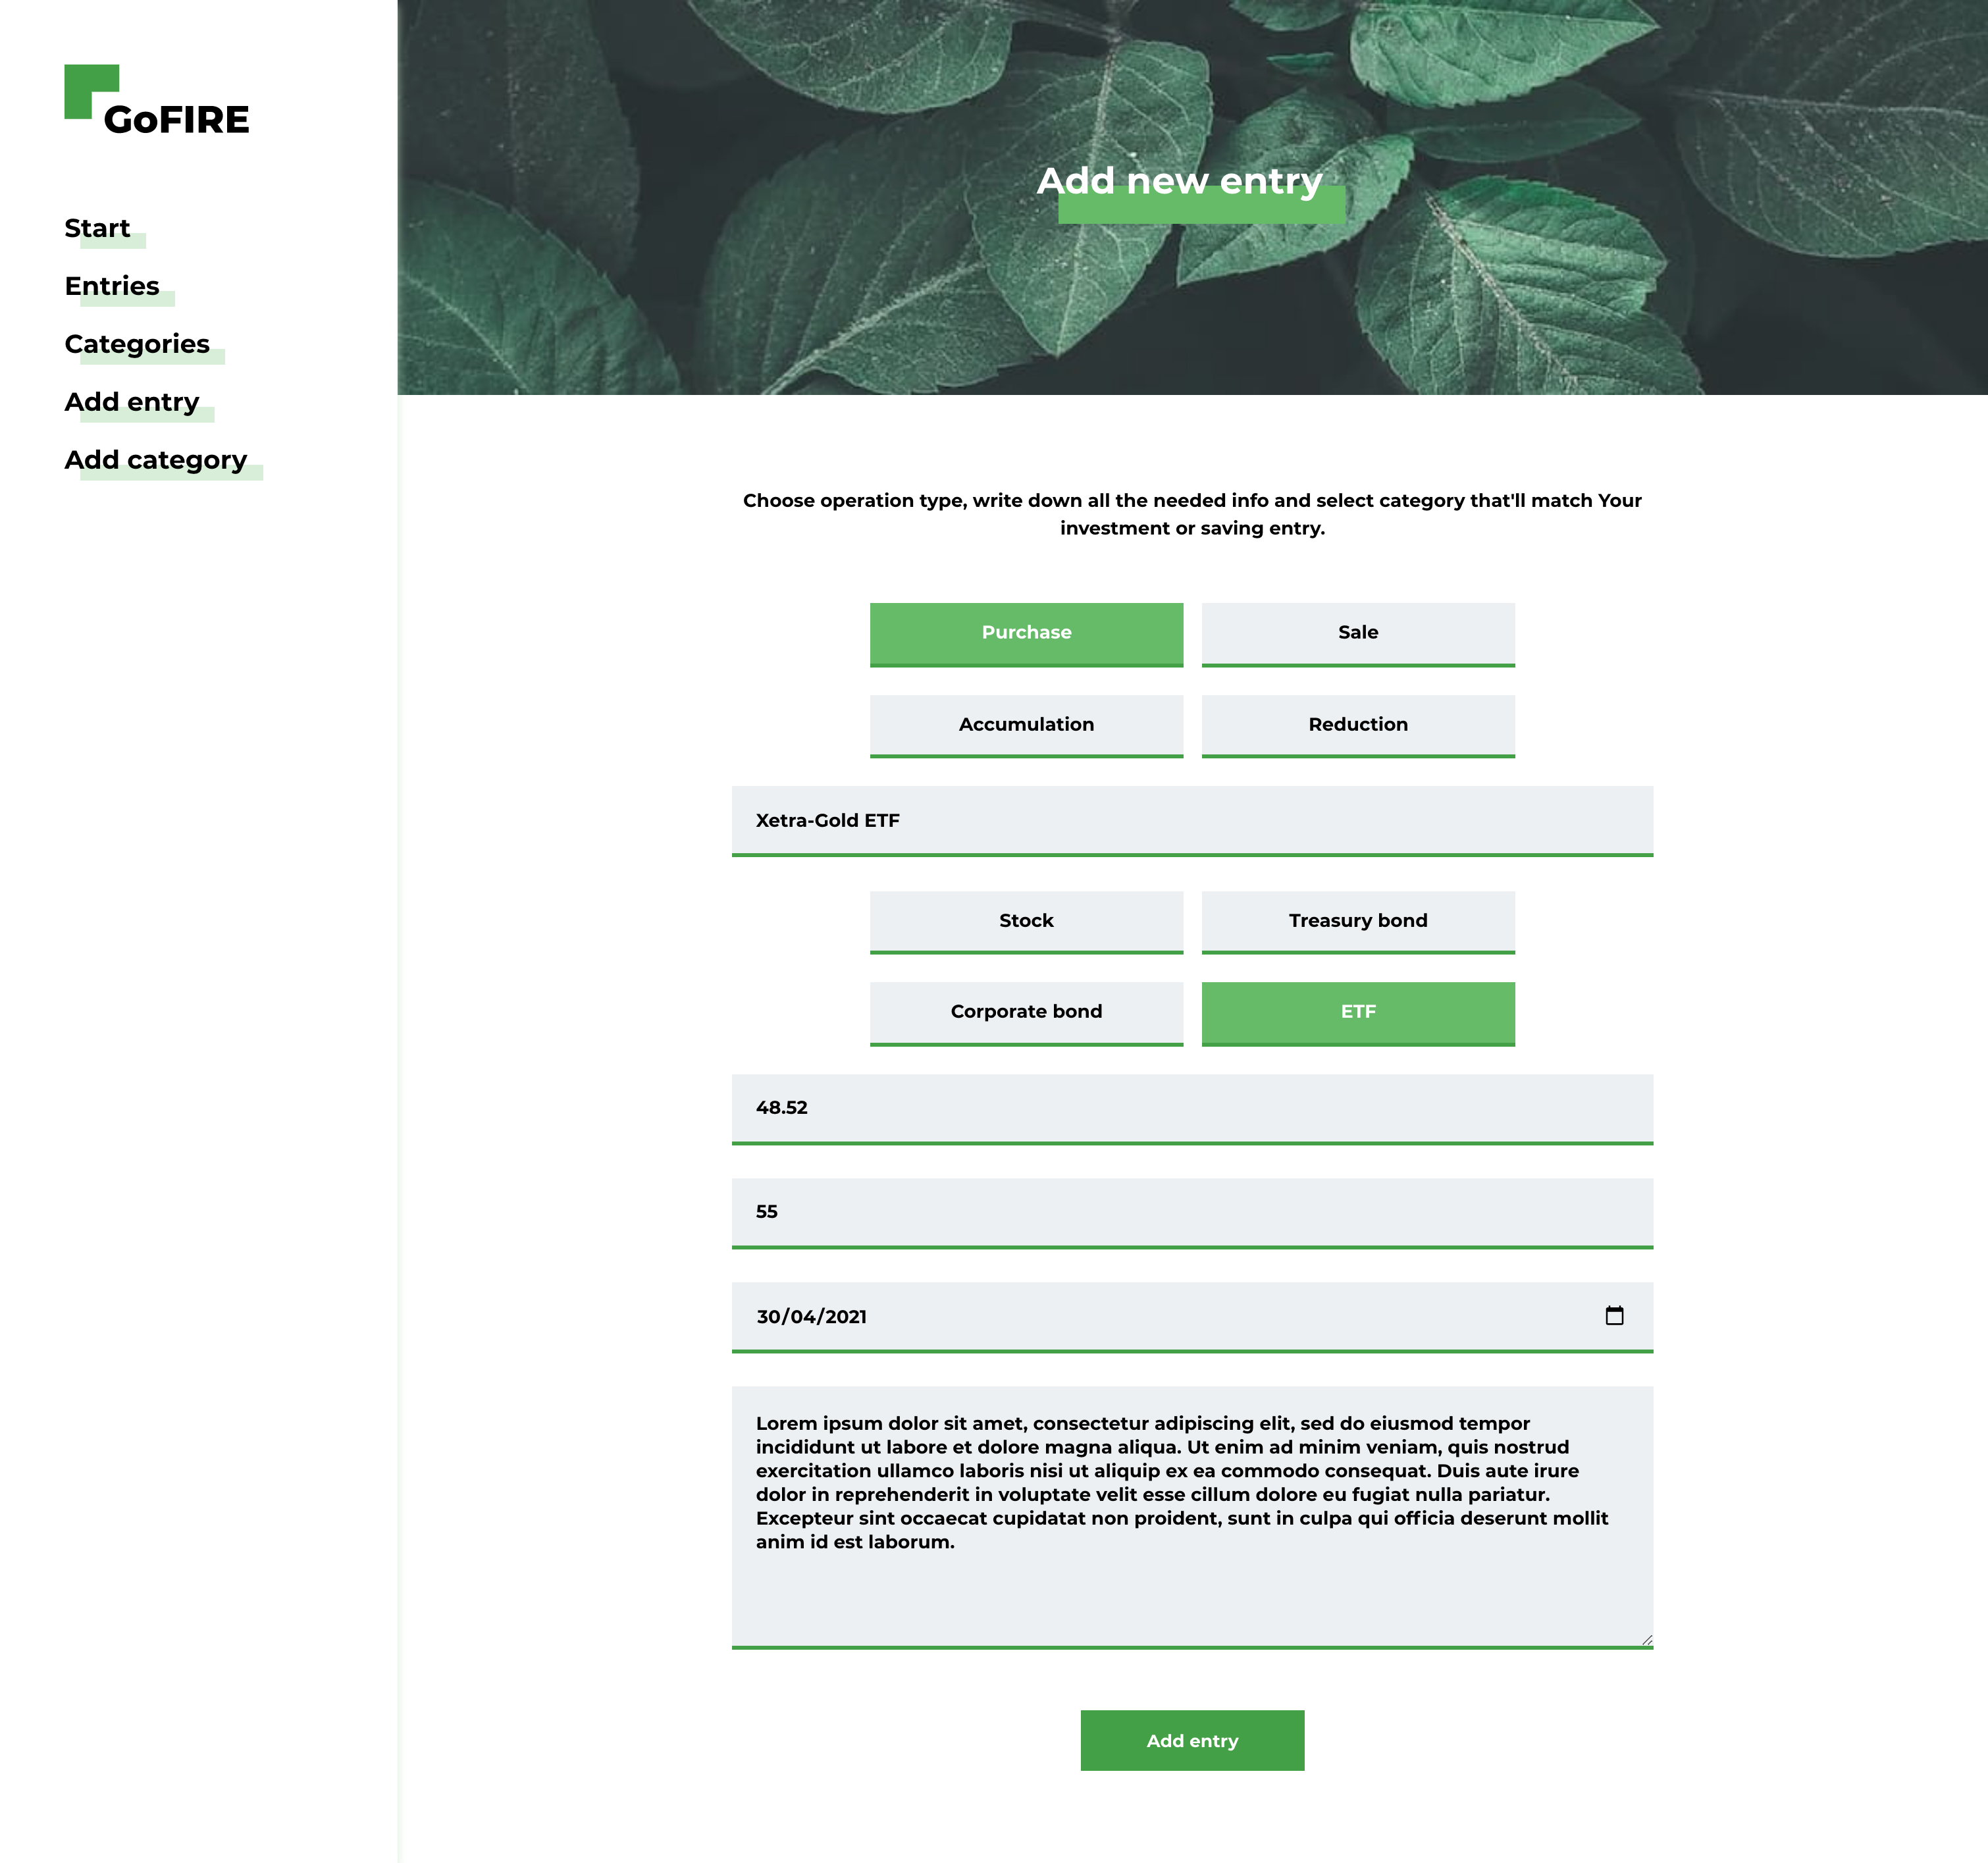 GoFIRE
Start
Entries
Categories
Add entry
Add category
Add new entry
Choose operation type, write down all the needed info and select category that'll match Your
investment or saving entry.
Purchase
Sale
Accumulation
Reduction
Xetra-Gold ETF
Stock
Treasury bond
Corporate bond
ETF
48.52
55
30/04/2021
Lorem ipsum dolor sit amet, consectetur adipiscing elit, sed do eiusmod tempor
incididunt ut labore et dolore magna aliqua. Ut enim ad minim veniam, quis nostrud
exercitation ullamco laboris nisi ut aliquip ex ea commodo consequat. Duis aute irure
dolor in reprehenderit in voluptate velit esse cillum dolore eu fugiat nulla pariatur.
Excepteur sint occaecat cupidatat non proident, sunt in culpa qui officia deserunt mollit
anim id est laborum.
Add entry